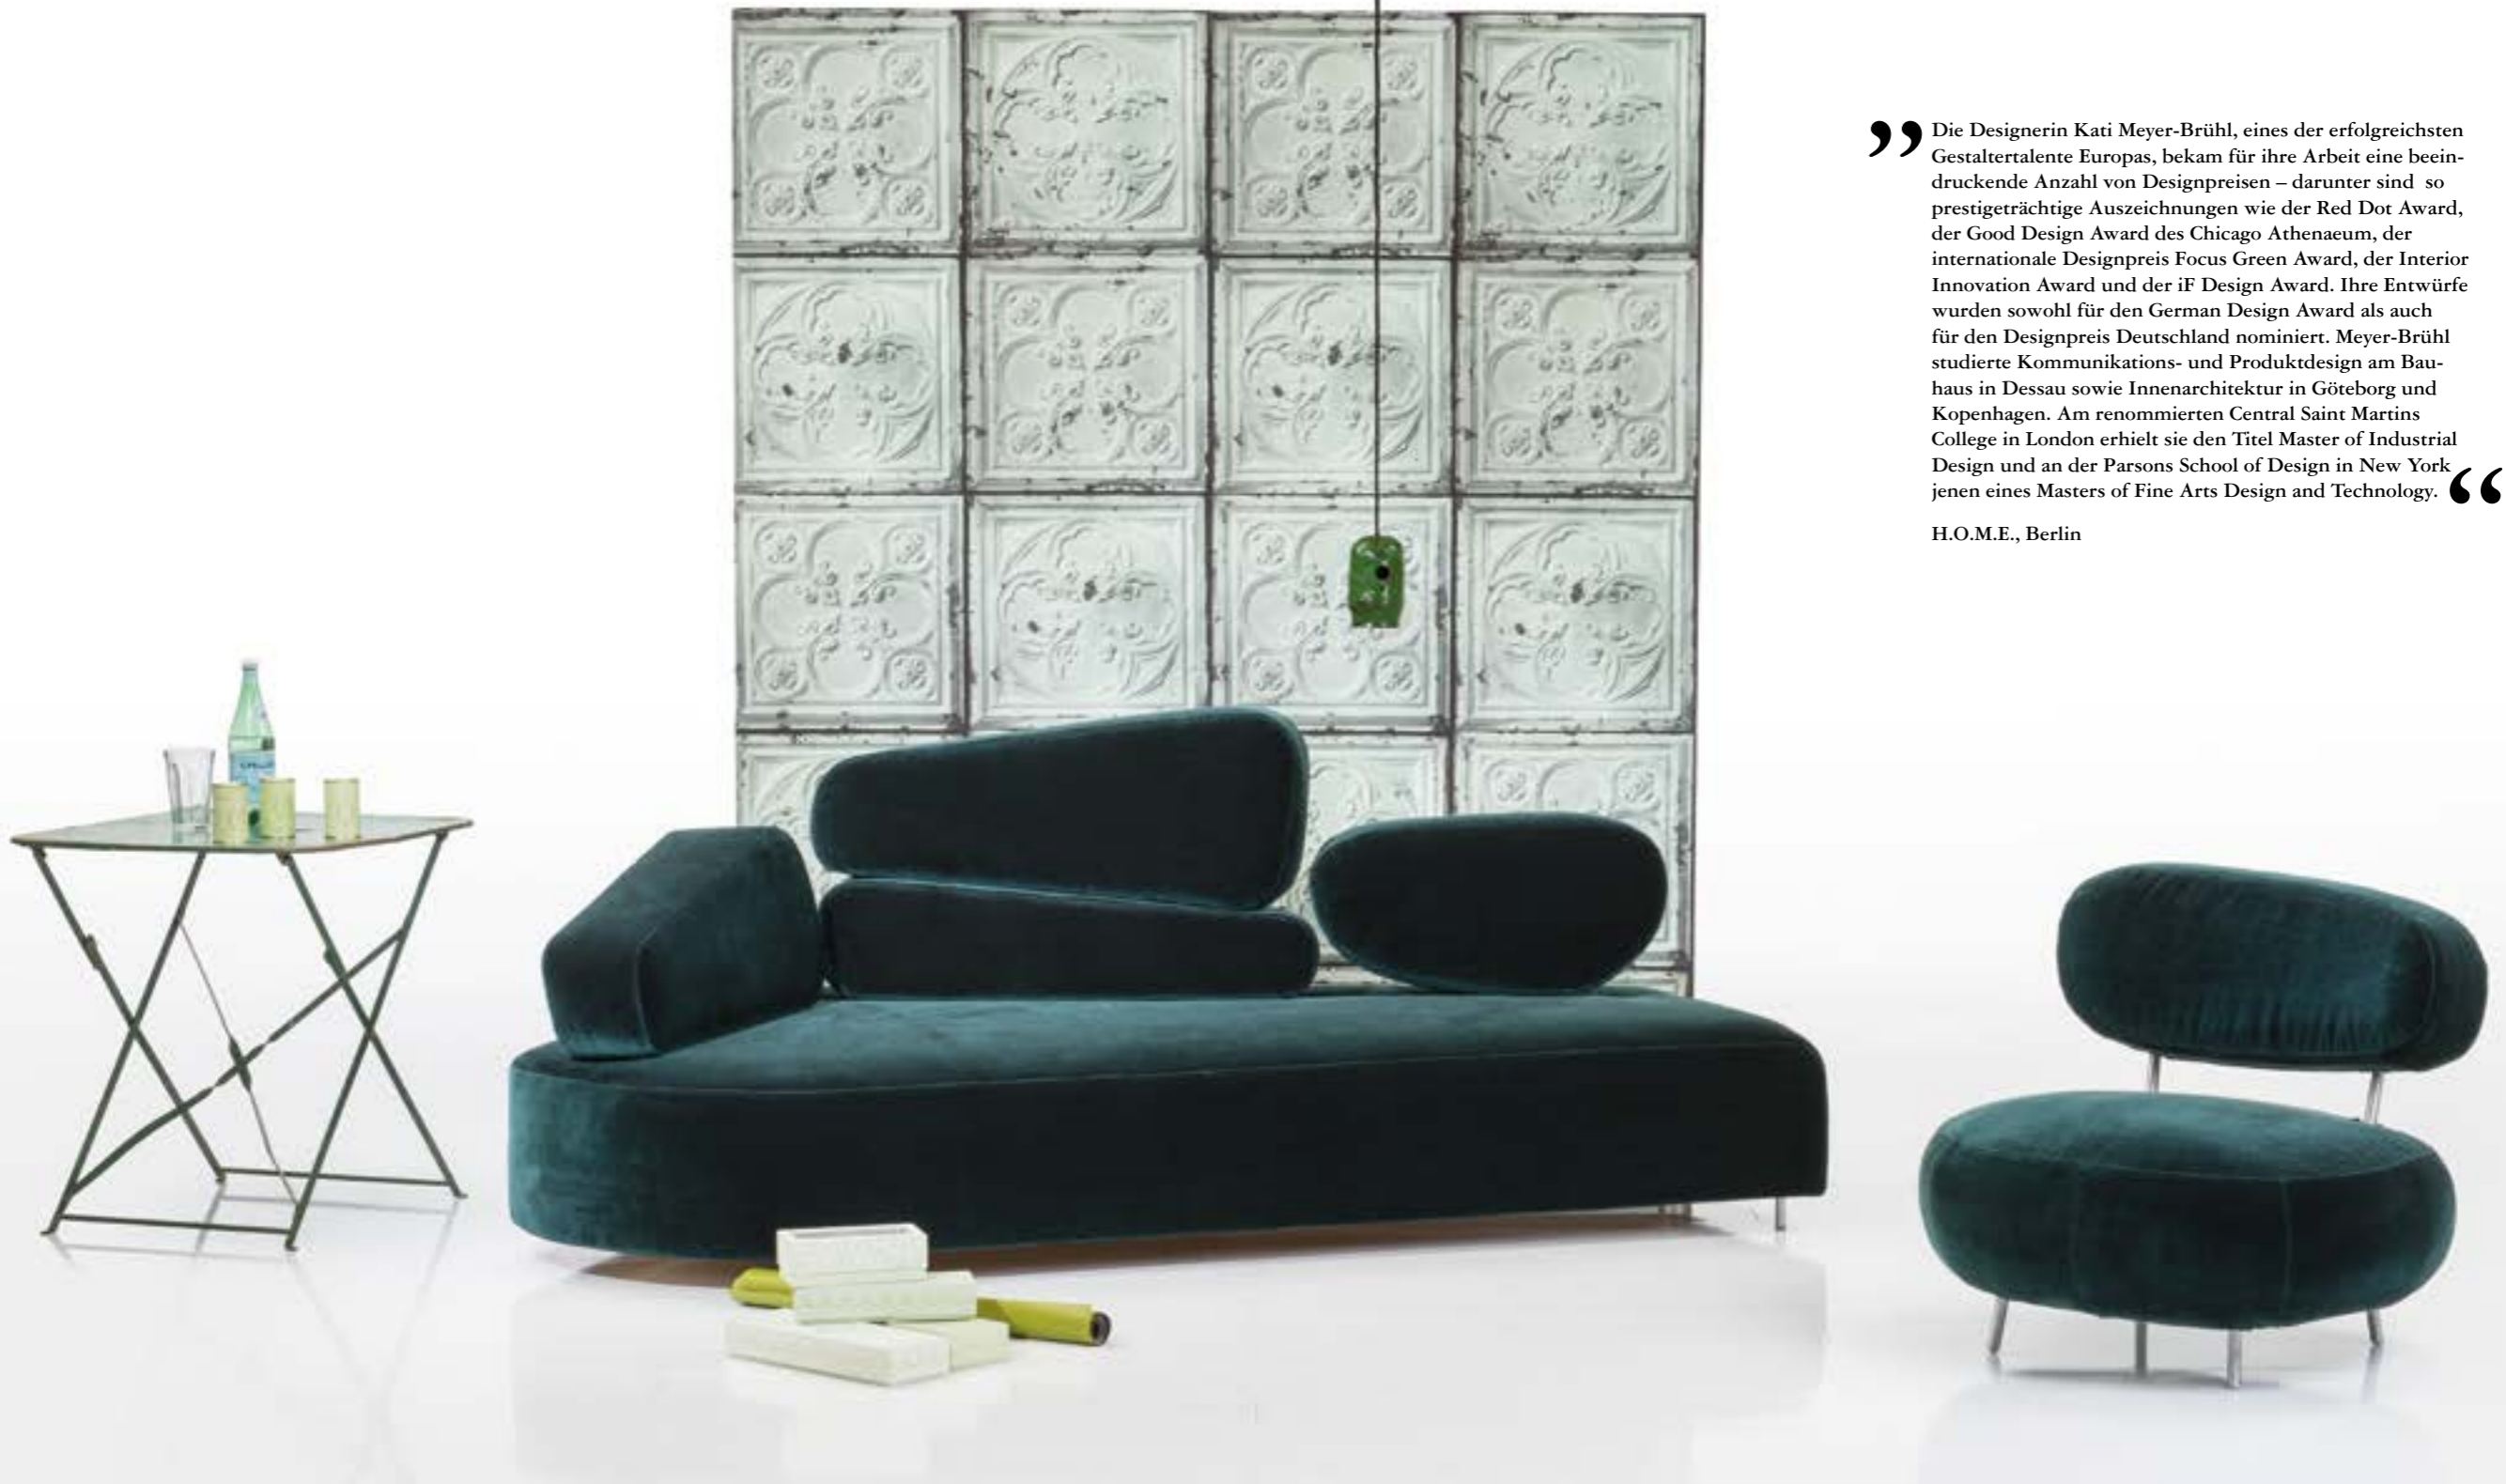 ” Die Designerin Kati Meyer-Brühl, eines der erfolgreichsten
Gestaltertalente Europas, bekam für ihre Arbeit eine beein-
druckende Anzahl von Designpreisen – darunter sind so
prestigeträchtige Auszeichnungen wie der Red Dot Award,
der Good Design Award des Chicago Athenaeum, der
internationale Designpreis Focus Green Award, der Interior
Innovation Award und der iF Design Award. Ihre Entwürfe
wurden sowohl für den German Design Award als auch
für den Designpreis Deutschland nominiert. Meyer-Brühl
studierte Kommunikations- und Produktdesign am Bau-
haus in Dessau sowie Innenarchitektur in Göteborg und
Kopenhagen. Am renommierten Central Saint Martins
College in London erhielt sie den Titel Master of Industrial
Design und an der Parsons School of Design in New York
jenen eines Masters of Fine Arts Design and Technology. “
H.O.M.E., Berlin